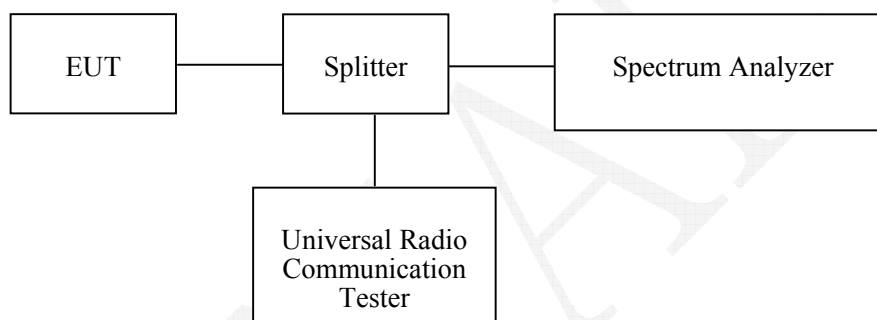 EUT
Splitter
Spectrum Analyzer
Universal Radio
Communication
Tester